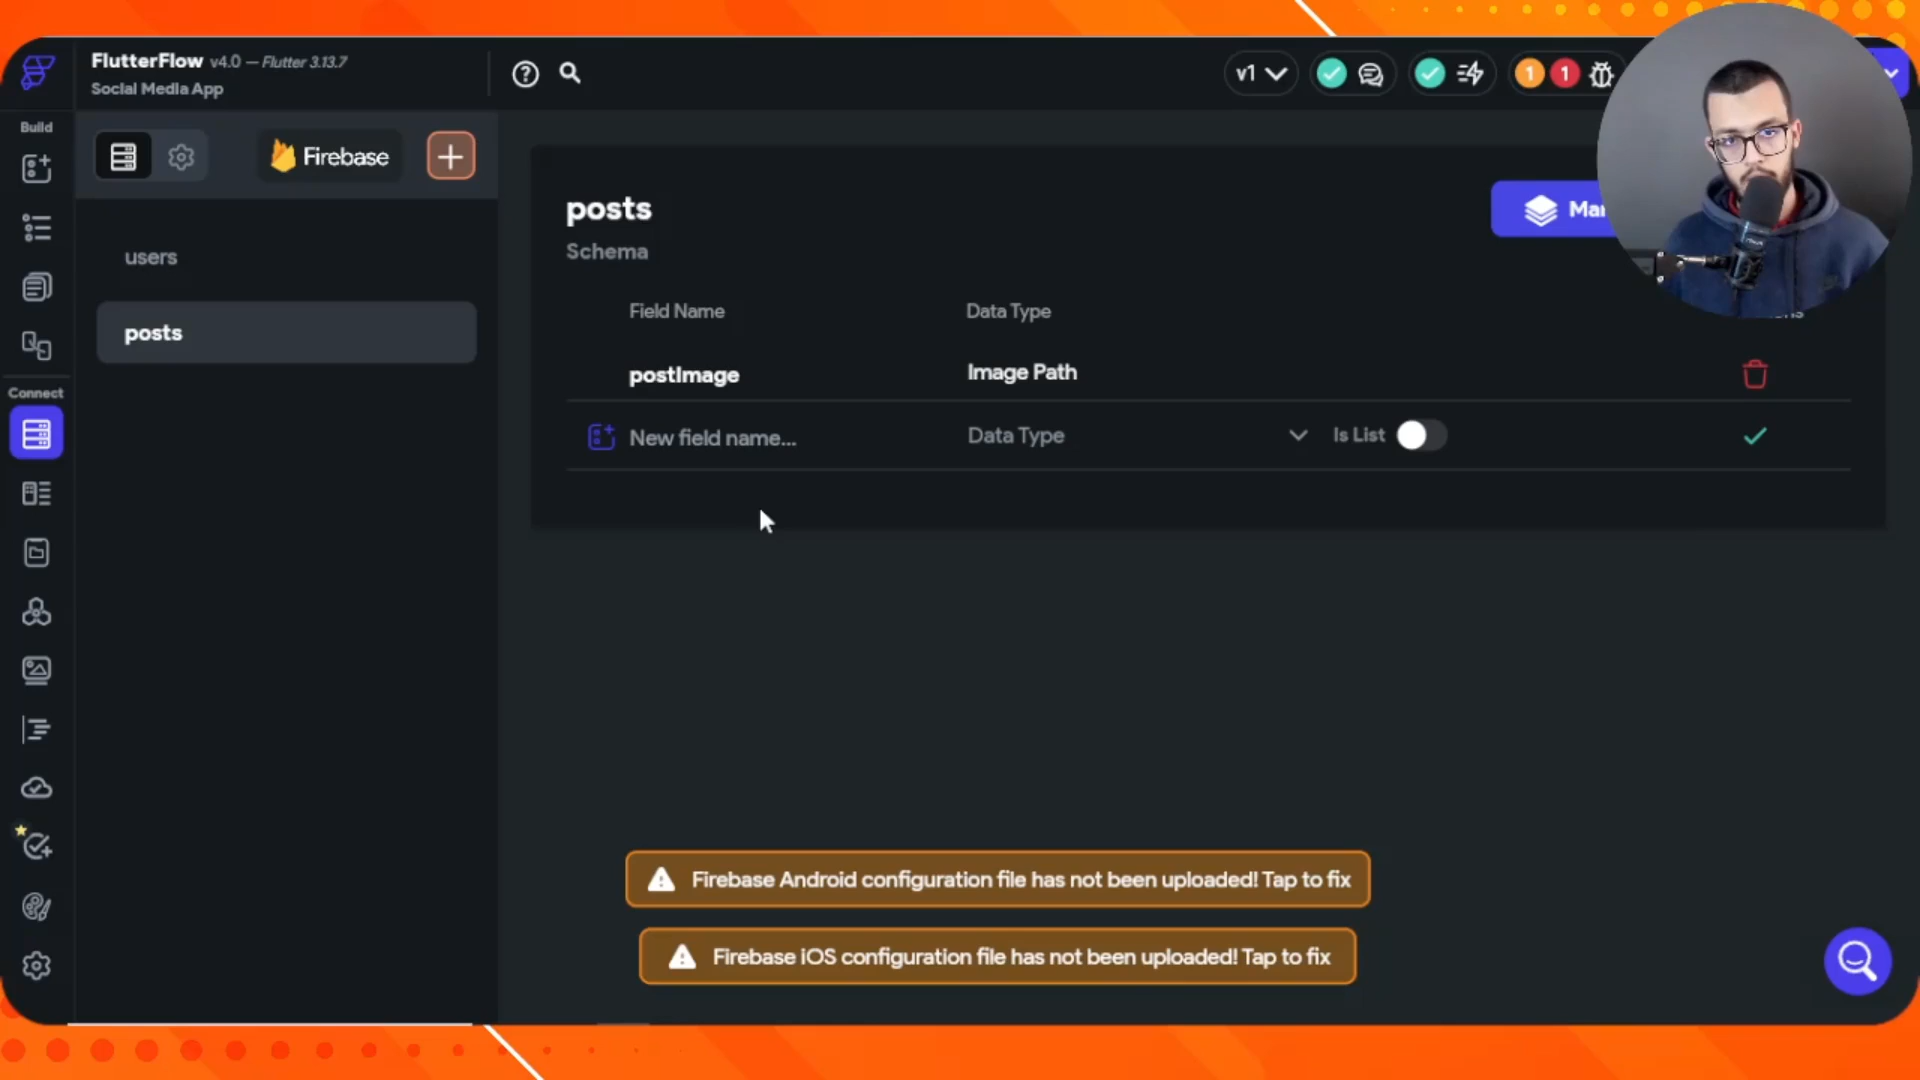 FlutterFlow v4.0 — Flutter 3.13.7
Social Media App
v1
1 1
Build
Firebase
users
posts
Connect
posts
Schema
Field Name Data Type
postImage Image Path
New field name... Data Type Is List
Firebase Android configuration file has not been uploaded! Tap to fix
Firebase iOS configuration file has not been uploaded! Tap to fix